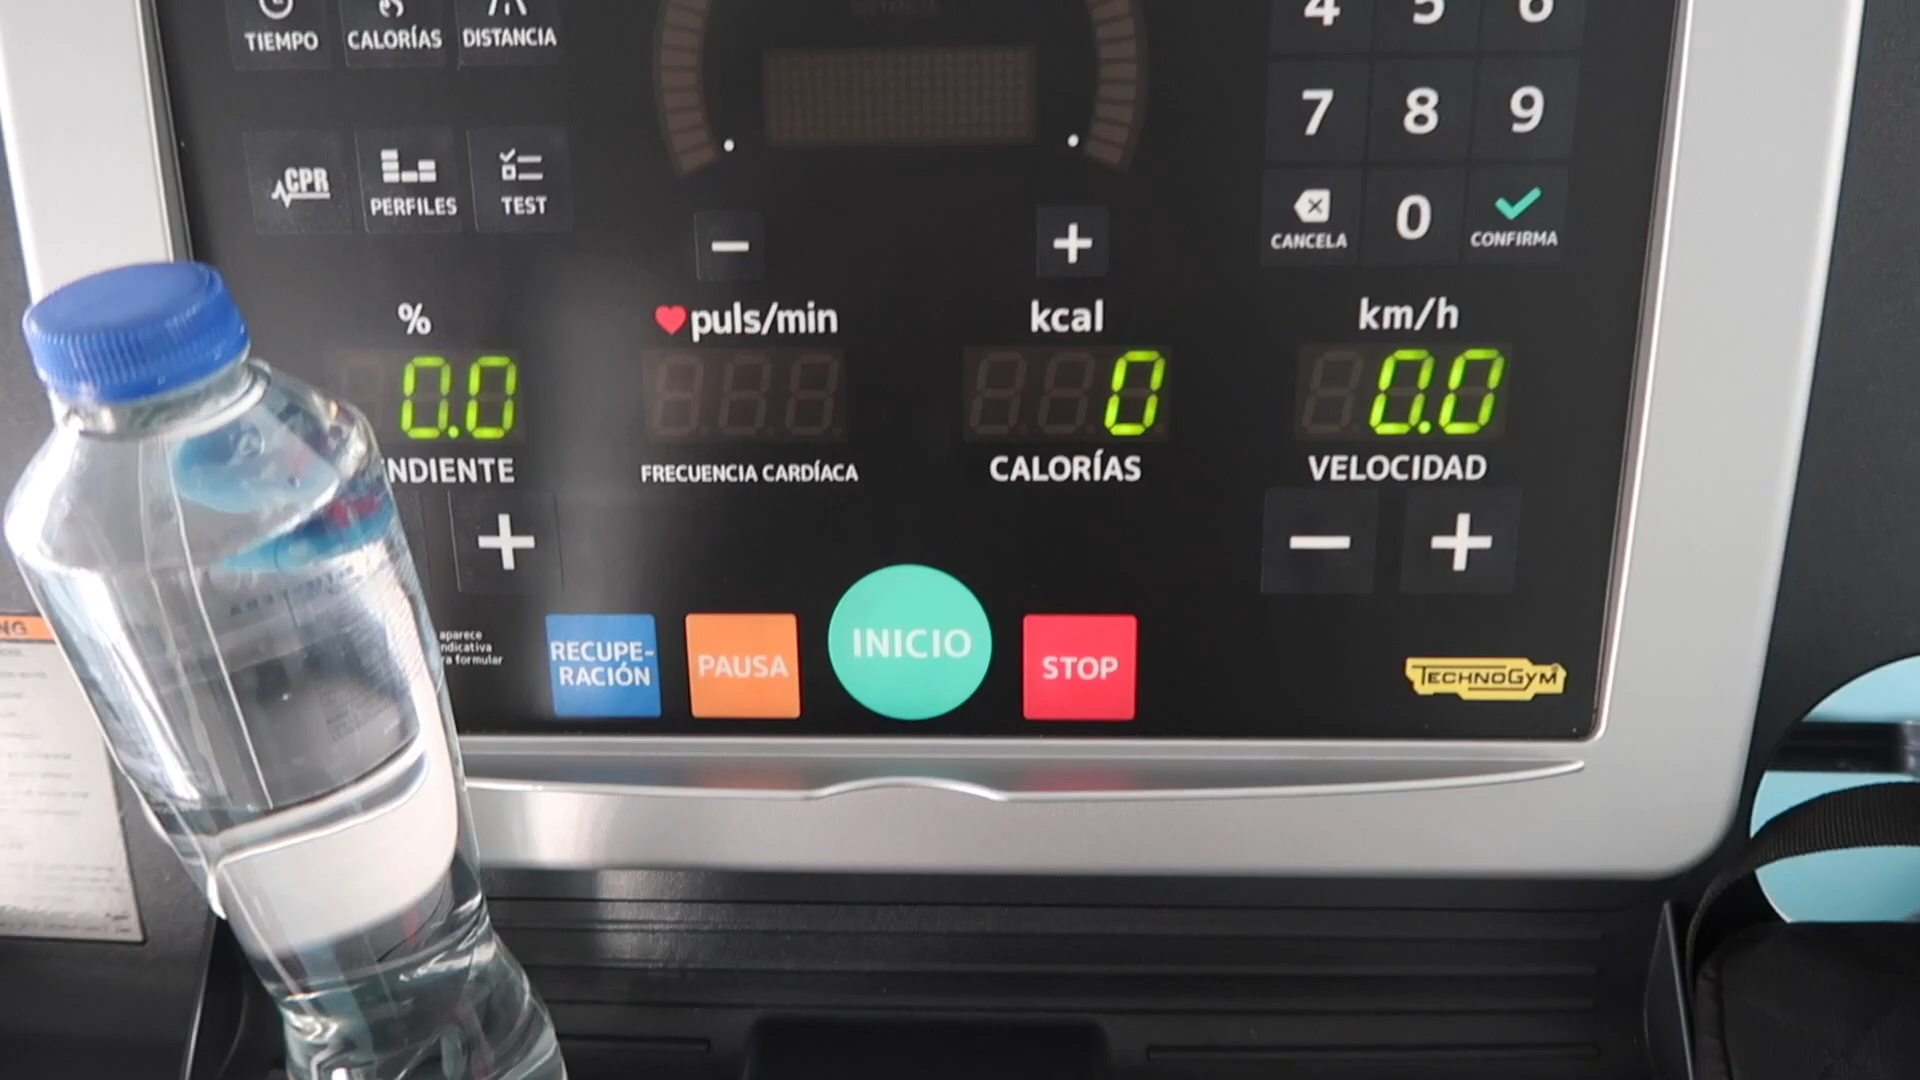 TIEMPO CALORÍAS DISTANCIA
DISTANCIA
4 5 6
7 8 9
CPR PERFILES TEST
CANCELA 0 CONFIRMA
− +
% puls/min kcal km/h
0.0 0 0.0
NDIENTE FRECUENCIA CARDÍACA CALORÍAS VELOCIDAD
+ − +
aparece
ndicativa
a formular
RECUPE-
RACIÓN
PAUSA
INICIO
STOP
TECHNOGYM
NG